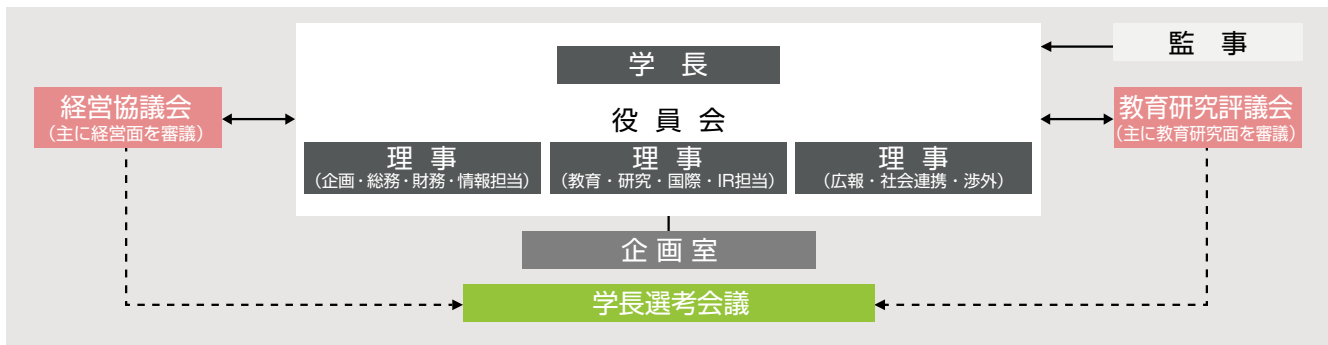 監 事
学 長
経営協議会
(主に経営面を審議)
役 員 会
教育研究評議会
(主に教育研究面を審議)
理 事
(企画・総務・財務・情報担当)
理 事
(教育・研究・国際・IR担当)
理 事
(広報・社会連携・渉外)
企 画 室
学長選考会議